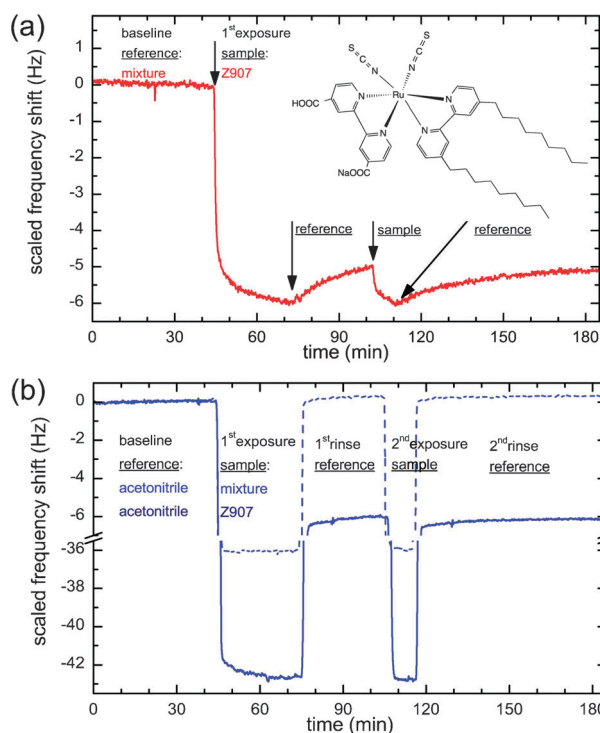 (a)
baseline 1st exposure
reference: sample:
mixture Z907
S
C
N
S
C
N
HOOC
N
N
Ru
N
N
NaOOC
reference sample reference
scaled frequency shift (Hz)
1
0
-1
-2
-3
-4
-5
-6
0 30 60 90 120 150 180
time (min)
(b)
baseline 1st exposure 1st rinse 2nd exposure 2nd rinse
reference: sample: reference sample reference
acetonitrile mixture
acetonitrile Z907
scaled frequency shift (Hz)
0
-2
-4
-6
-36
-38
-40
-42
0 30 60 90 120 150 180
time (min)